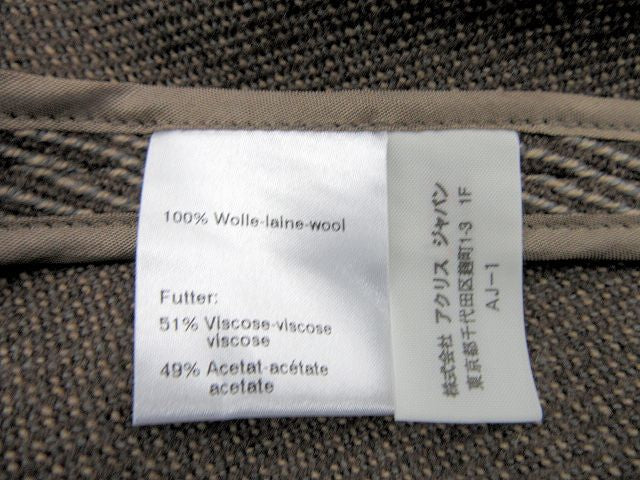 100% Wolle-laine-wool
Futter:
51% Viscose-viscose
viscose
49% Acetat-acétate
acetate
株式会社 アクリス ジャパン
東京都千代田区麹町1-3 1F
AJ-1